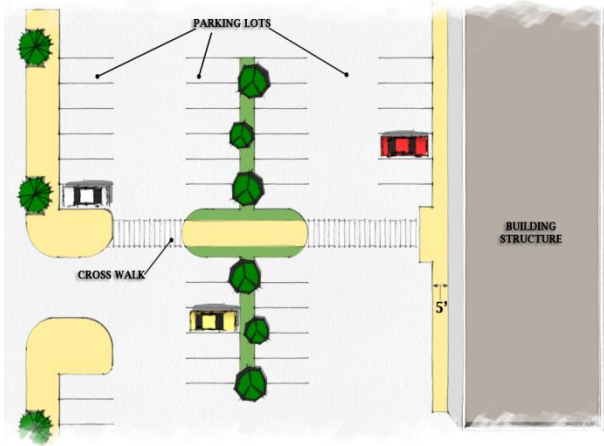 PARKING LOTS
BUILDING
STRUCTURE
CROSS WALK
5'